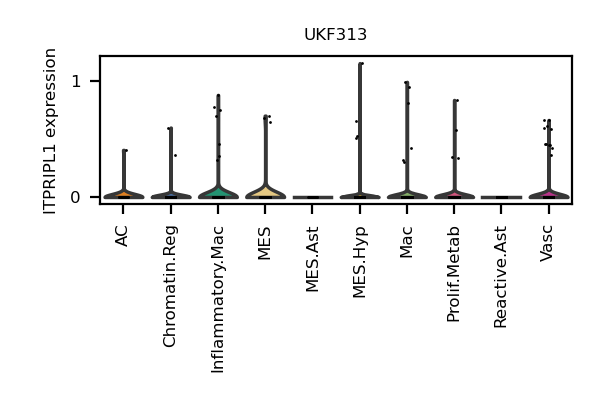 UKF313
ITPRIPL1 expression
1
0
AC
Chromatin.Reg
Inflammatory.Mac
MES
MES.Ast
MES.Hyp
Mac
Prolif.Metab
Reactive.Ast
Vasc